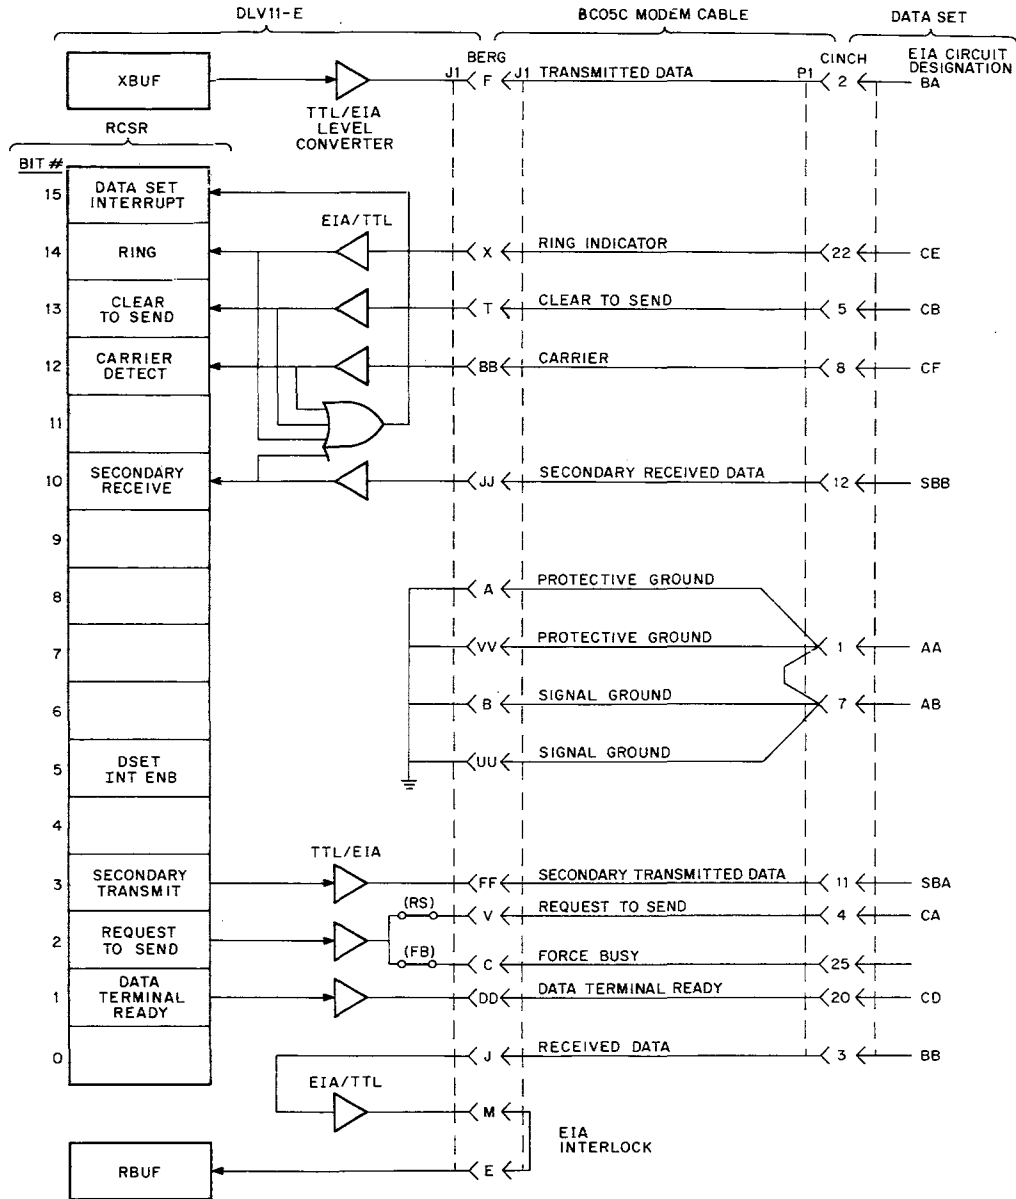 DLV11-E
BC05C MODEM CABLE
DATA SET
BERG
CINCH
EIA CIRCUIT
DESIGNATION
XBUF
J1
F
J1
TRANSMITTED DATA
P1
2
BA
TTL/EIA
LEVEL
CONVERTER
RCSR
BIT #
15
DATA SET
INTERRUPT
EIA/TTL
14
RING
X
RING INDICATOR
22
CE
13
CLEAR
TO SEND
T
CLEAR TO SEND
5
CB
12
CARRIER
DETECT
BB
CARRIER
8
CF
11
10
SECONDARY
RECEIVE
JJ
SECONDARY RECEIVED DATA
12
SBB
9
8
A
PROTECTIVE GROUND
7
VV
PROTECTIVE GROUND
1
AA
6
B
SIGNAL GROUND
7
AB
5
DSET
INT ENB
UU
SIGNAL GROUND
4
TTL/EIA
3
SECONDARY
TRANSMIT
FF
SECONDARY TRANSMITTED DATA
11
SBA
(RS)
V
REQUEST TO SEND
4
CA
2
REQUEST
TO SEND
(FB)
C
FORCE BUSY
25
1
DATA
TERMINAL
READY
DD
DATA TERMINAL READY
20
CD
0
J
RECEIVED DATA
3
BB
EIA/TTL
M
EIA
INTERLOCK
RBUF
E